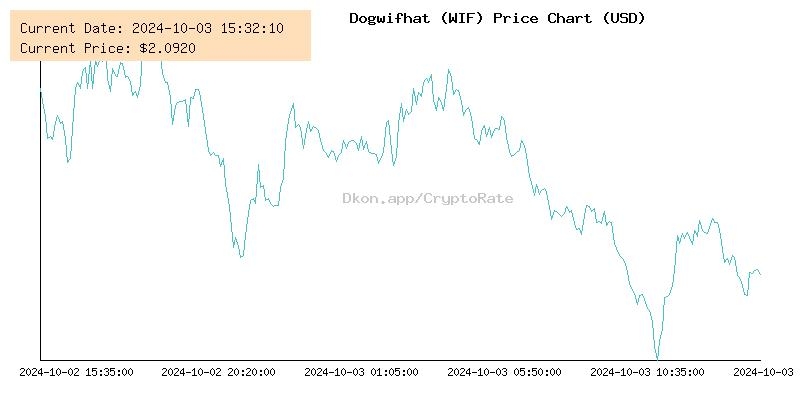 Dogwifhat (WIF) Price Chart (USD)
Current Date: 2024-10-03 15:32:10
Current Price: $2.0920
Dkon.app/CryptoRate
2024-10-02 15:35:00 2024-10-02 20:20:00 2024-10-03 01:05:00 2024-10-03 05:50:00 2024-10-03 10:35:00 2024-10-03